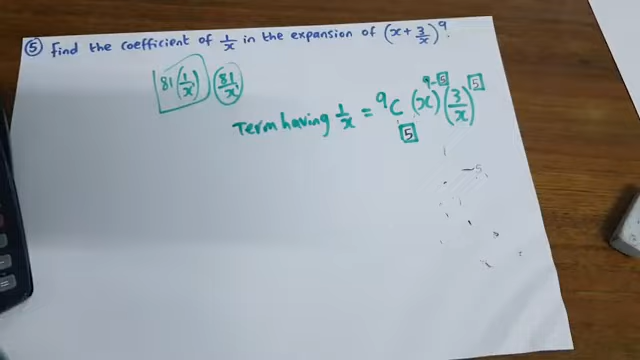 ⑤ Find the coefficient of 1/x in the expansion of (x + 3/x)⁹.
81(1/x) 81/x
Term having 1/x = ⁹C₅ (x)⁹⁻⁵ (3/x)⁵
–5